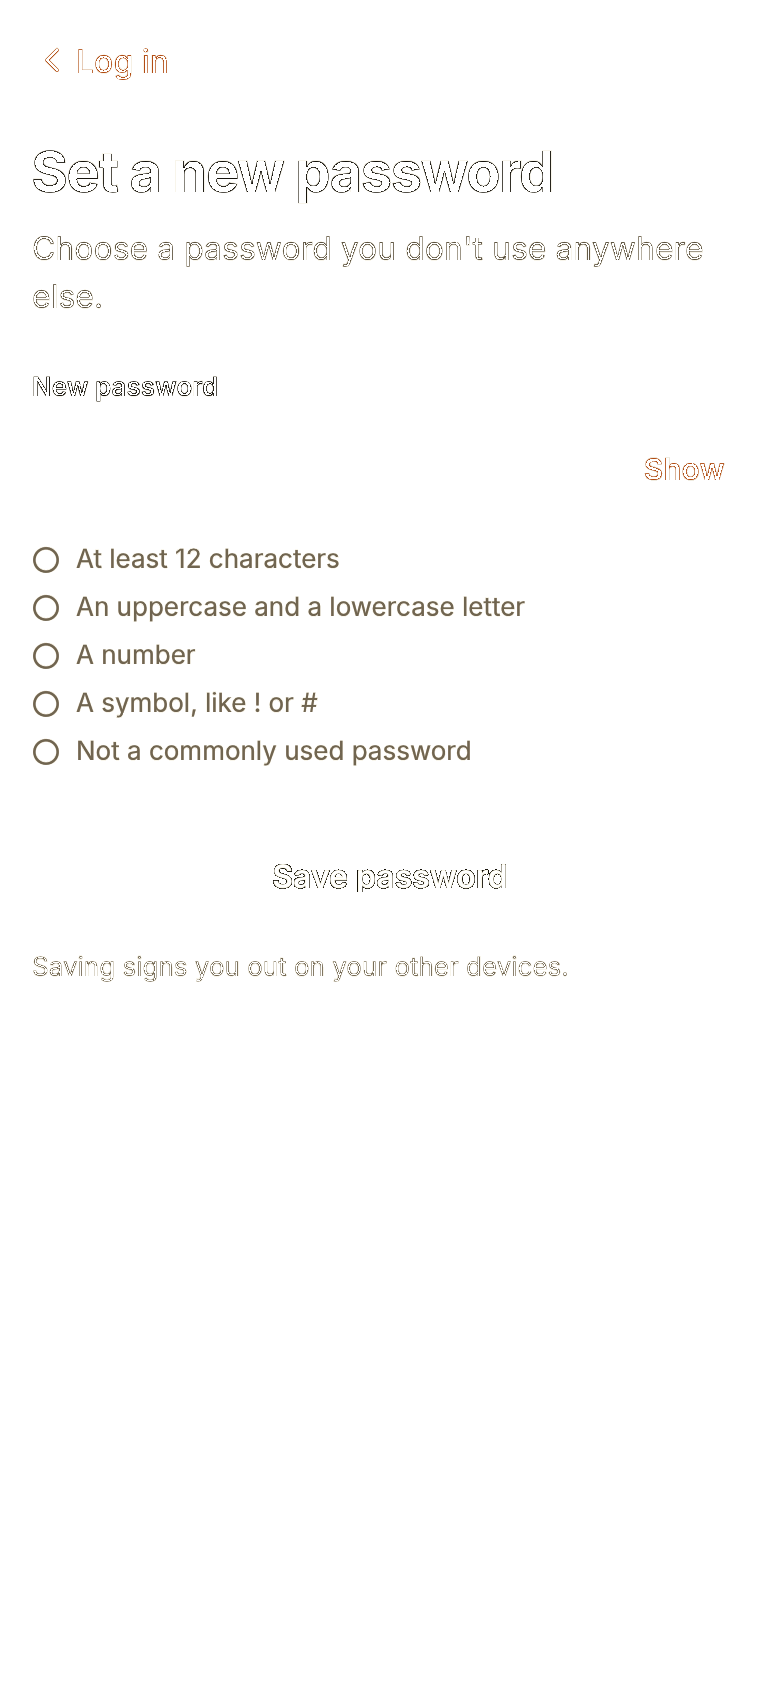 Log in
Set a new password
Choose a password you don't use anywhere
else.
New password
Show
At least 12 characters
An uppercase and a lowercase letter
A number
A symbol, like ! or #
Not a commonly used password
Save password
Saving signs you out on your other devices.